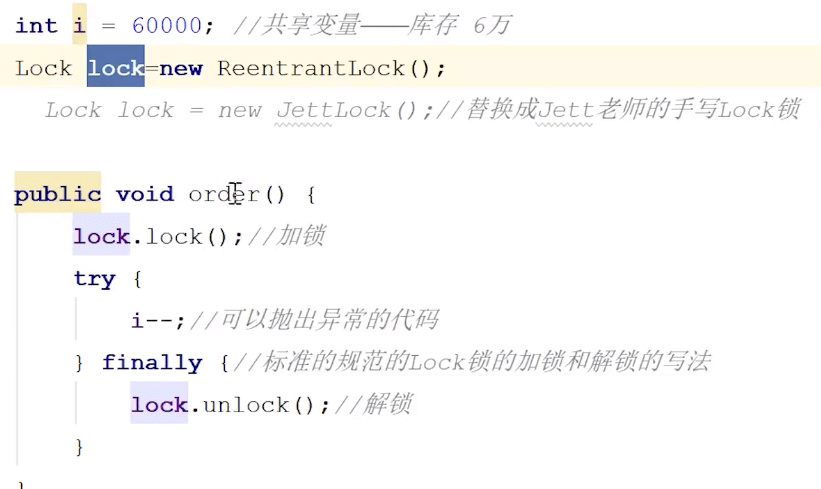 int i = 60000; //共享变量——库存 6万
Lock lock=new ReentrantLock();
Lock lock = new JettLock();//替换成Jett老师的手写Lock锁
public void order() {
lock.lock();//加锁
try {
i--;//可以抛出异常的代码
} finally {//标准的规范的Lock锁的加锁和解锁的写法
lock.unlock();//解锁
}
}